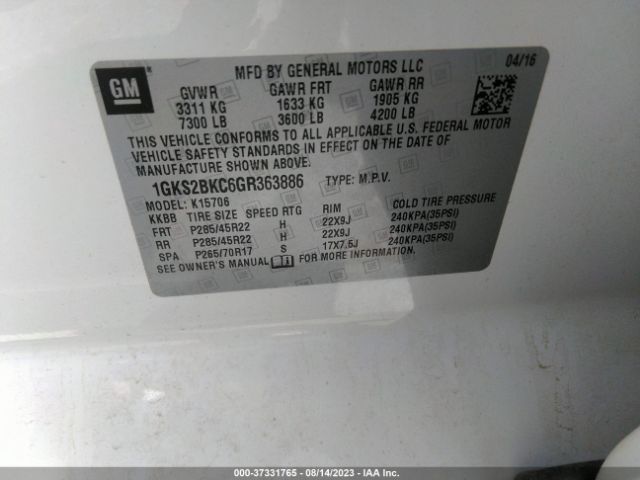 GM
MFD BY GENERAL MOTORS LLC 04/16
GVWR GAWR FRT GAWR RR
3311 KG 1633 KG 1905 KG
7300 LB 3600 LB 4200 LB
THIS VEHICLE CONFORMS TO ALL APPLICABLE U.S. FEDERAL MOTOR
VEHICLE SAFETY STANDARDS IN EFFECT ON THE DATE OF
MANUFACTURE SHOWN ABOVE.
1GKS2BKC6GR363886 TYPE: M.P.V.
MODEL: K15706
KKBB TIRE SIZE SPEED RTG RIM COLD TIRE PRESSURE
FRT P285/45R22 H 22X9J 240KPA(35PSI)
RR P285/45R22 H 22X9J 240KPA(35PSI)
SPA P265/70R17 S 17X7.5J 240KPA(35PSI)
SEE OWNER'S MANUAL FOR MORE INFORMATION.
000-37331765 - 08/14/2023 - IAA Inc.